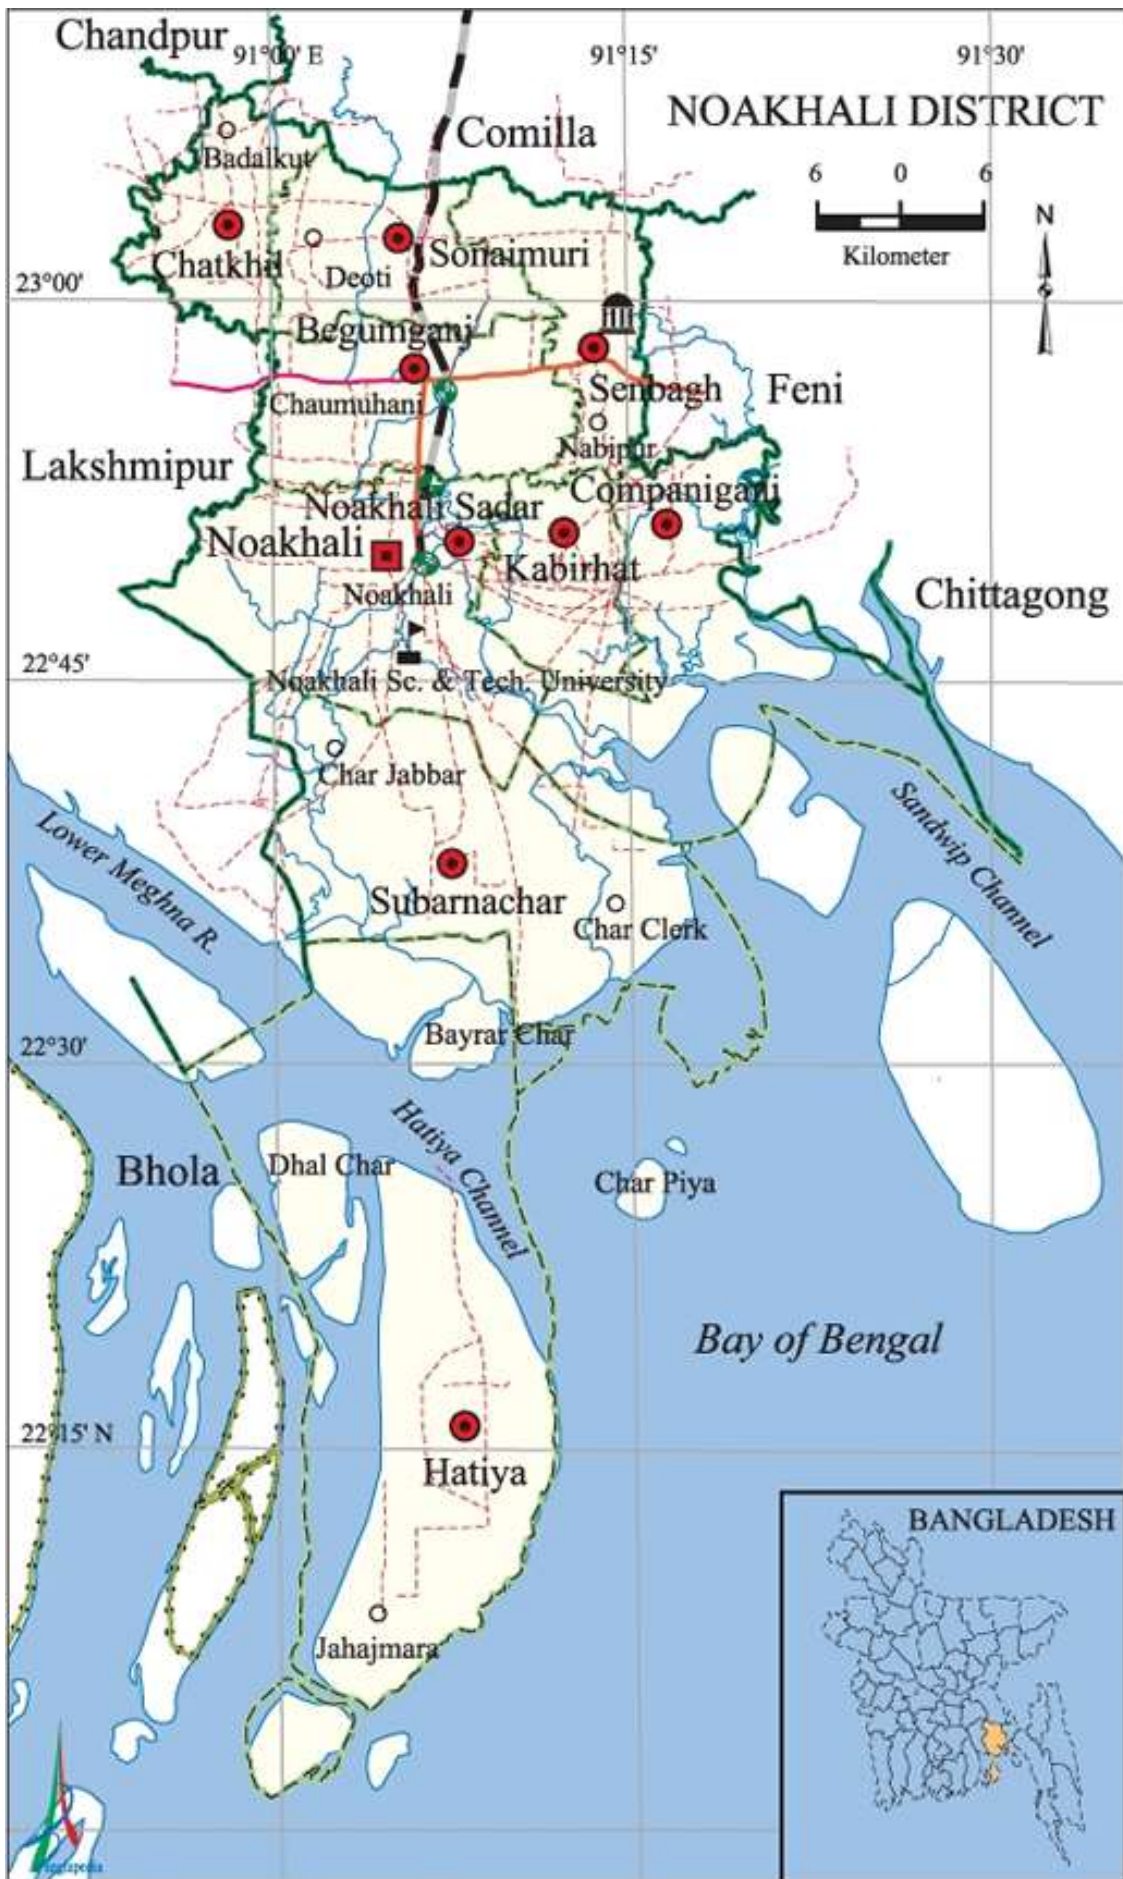 Chandpur
91°00' E
91°15'
91°30'
NOAKHALI DISTRICT
Comilla
6 0 6
Kilometer
N
Badalkut
Chatkhil
Deoti
Sonaimuri
23°00'
Begumganj
Chaumuhani
Senbagh
Feni
Nabipur
Lakshmipur
Noakhali Sadar
Companiganj
Noakhali
Kabirhat
Noakhali
Chittagong
22°45'
Noakhali Sc. & Tech. University
Char Jabbar
Sandwip Channel
Lower Meghna R.
Subarnachar
Char Clerk
Bayrar Char
22°30'
Hatiya Channel
Bhola
Dhal Char
Char Piya
Bay of Bengal
22°15' N
Hatiya
Jahajmara
BANGLADESH